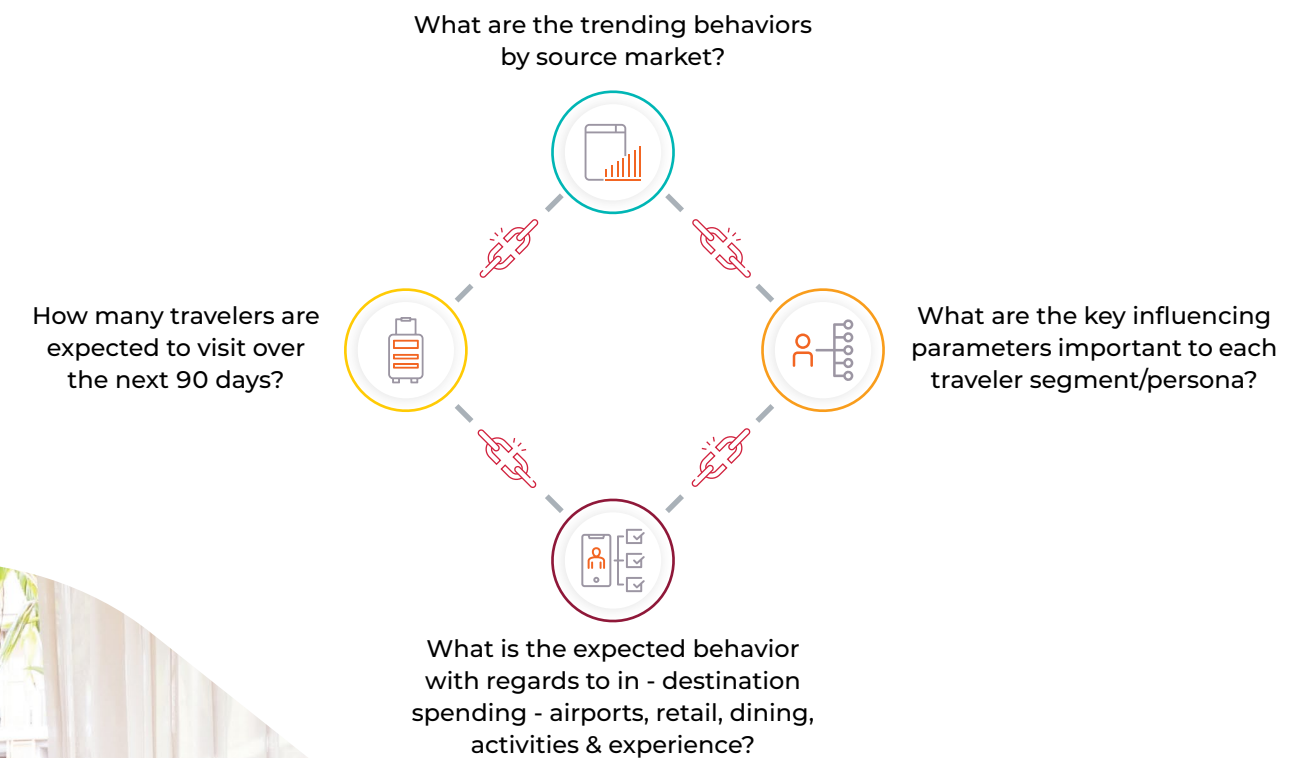 What are the trending behaviors
by source market?
How many travelers are
expected to visit over
the next 90 days?
What are the key influencing
parameters important to each
traveler segment/persona?
What is the expected behavior
with regards to in - destination
spending - airports, retail, dining,
activities & experience?